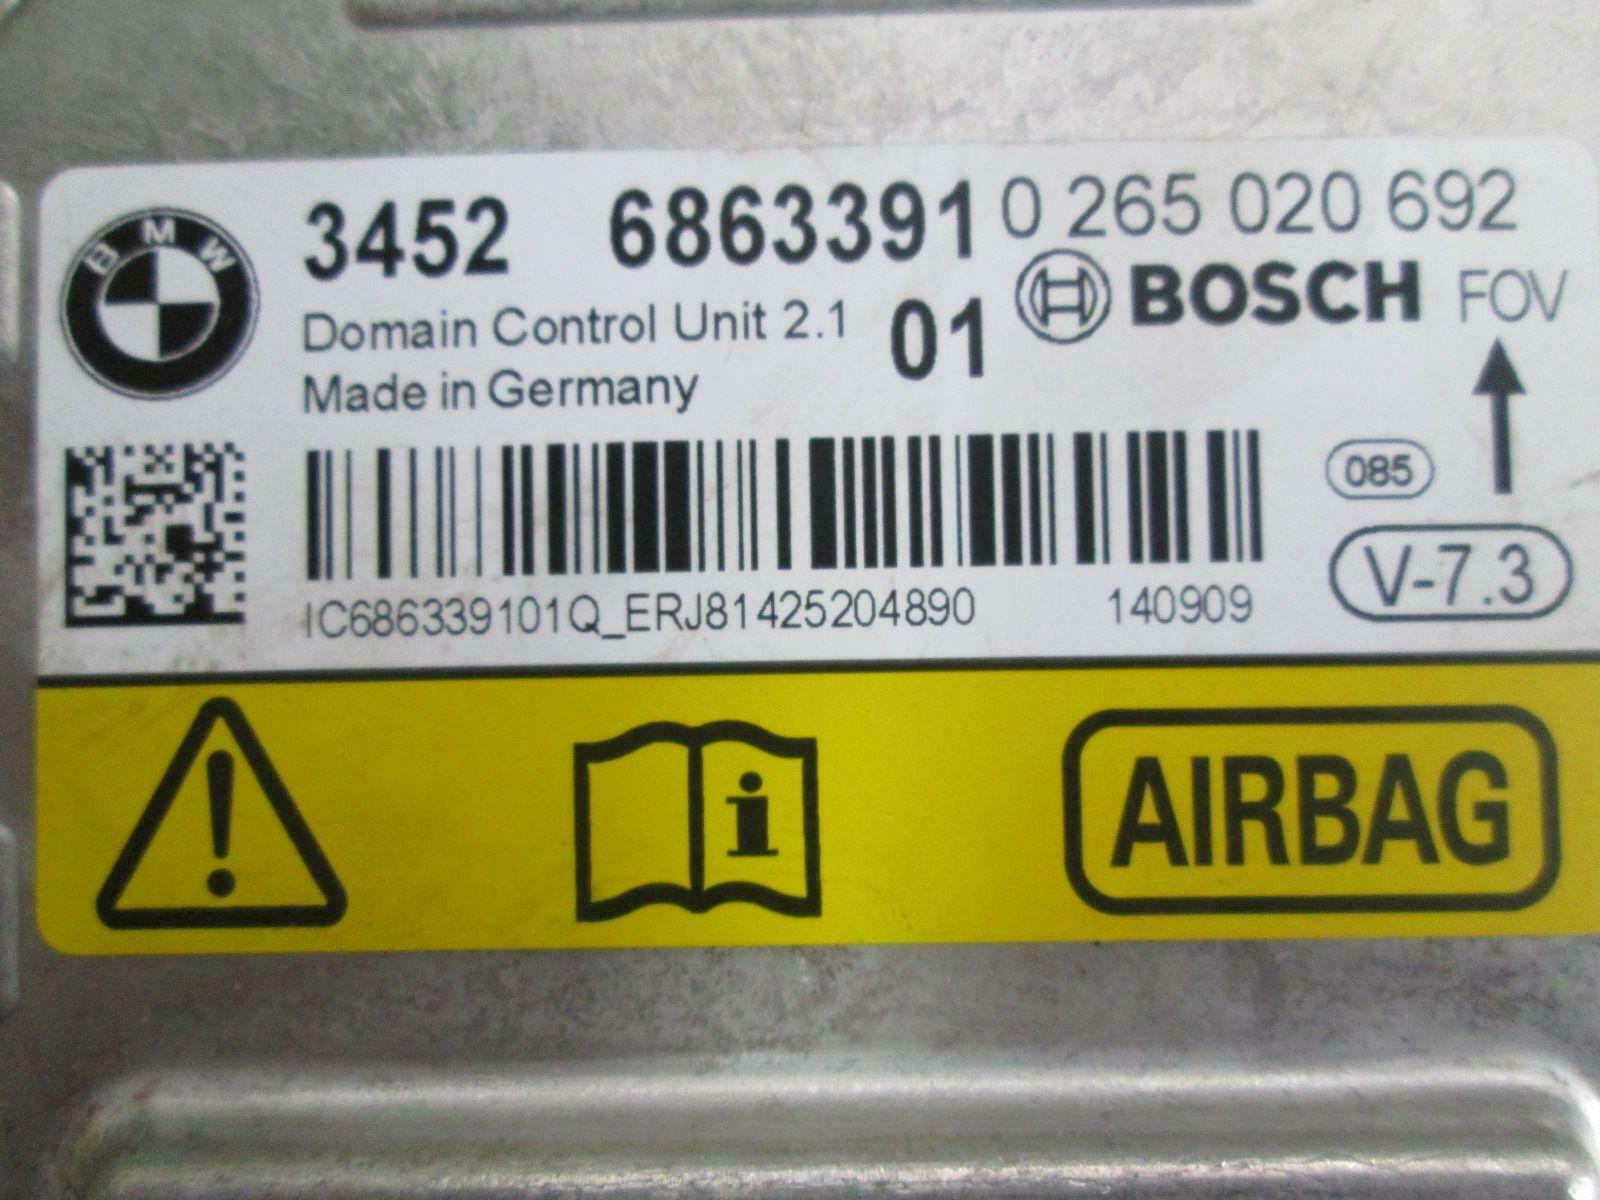 BMW
3452 6863391 0 265 020 692
Domain Control Unit 2.1 01 BOSCH FOV
Made in Germany
085
V-7.3
IC686339101Q_ERJ81425204890 140909
! i AIRBAG